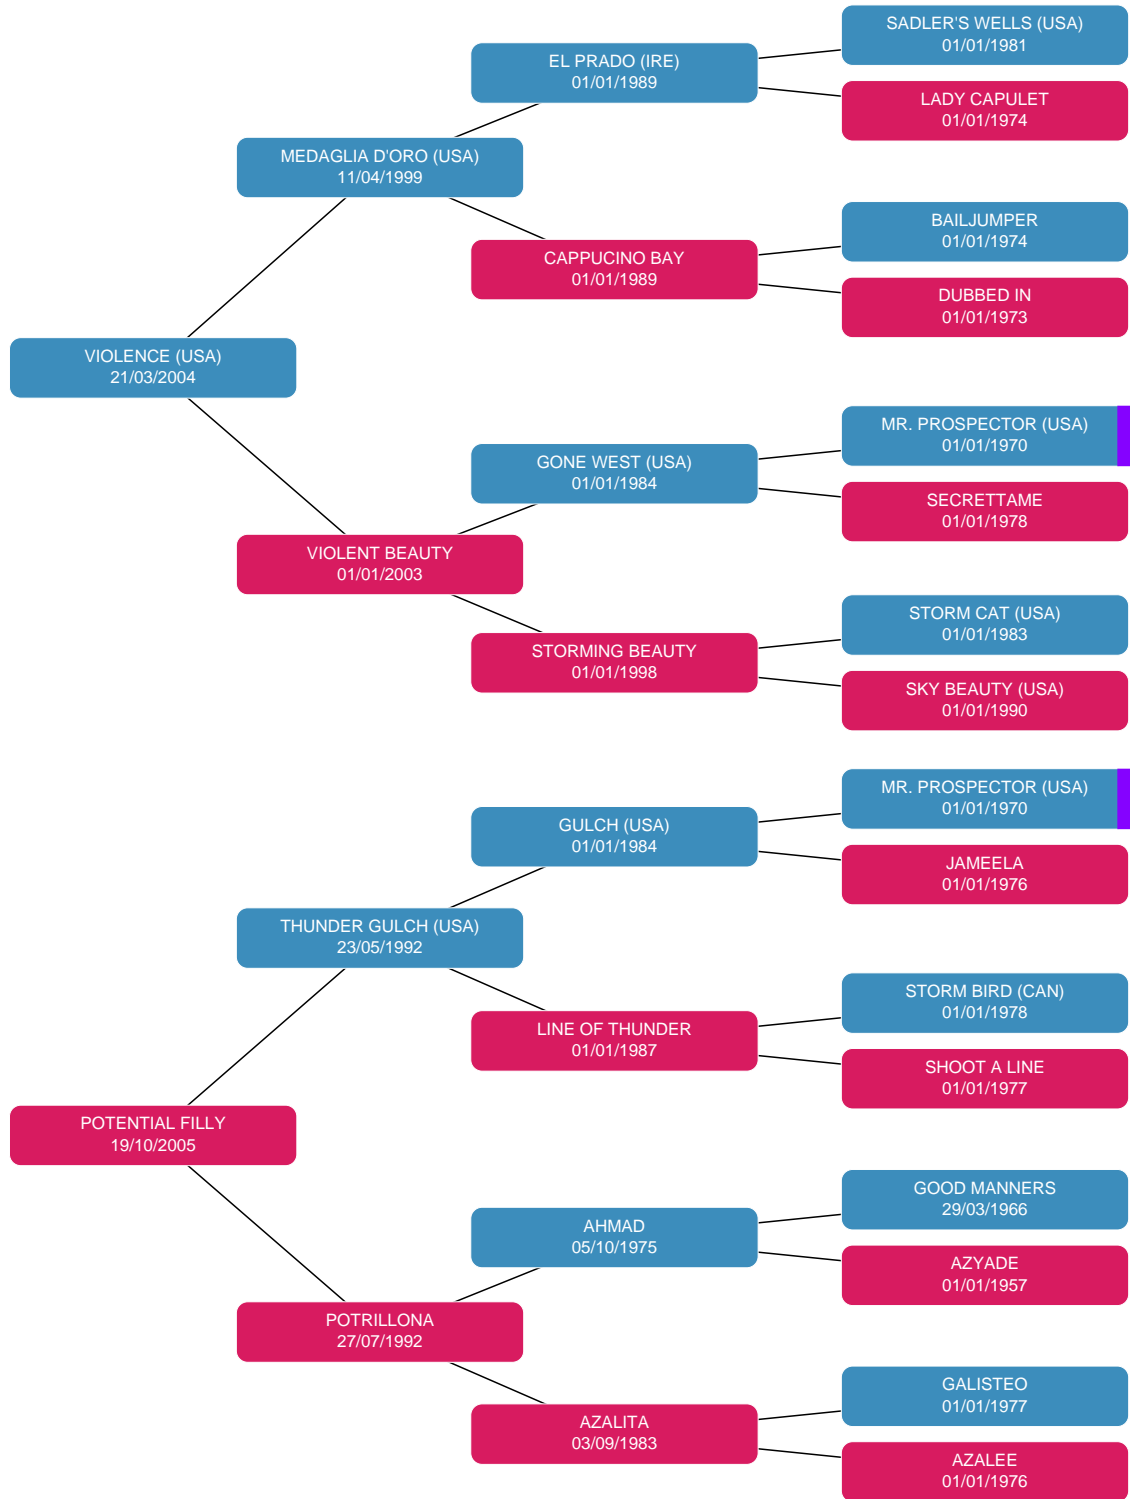 SADLER'S WELLS (USA)
01/01/1981
EL PRADO (IRE)
01/01/1989
LADY CAPULET
01/01/1974
MEDAGLIA D'ORO (USA)
11/04/1999
BAILJUMPER
01/01/1974
CAPPUCINO BAY
01/01/1989
DUBBED IN
01/01/1973
VIOLENCE (USA)
21/03/2004
MR. PROSPECTOR (USA)
01/01/1970
GONE WEST (USA)
01/01/1984
SECRETTAME
01/01/1978
VIOLENT BEAUTY
01/01/2003
STORM CAT (USA)
01/01/1983
STORMING BEAUTY
01/01/1998
SKY BEAUTY (USA)
01/01/1990
MR. PROSPECTOR (USA)
01/01/1970
GULCH (USA)
01/01/1984
JAMEELA
01/01/1976
THUNDER GULCH (USA)
23/05/1992
STORM BIRD (CAN)
01/01/1978
LINE OF THUNDER
01/01/1987
SHOOT A LINE
01/01/1977
POTENTIAL FILLY
19/10/2005
GOOD MANNERS
29/03/1966
AHMAD
05/10/1975
AZYADE
01/01/1957
POTRILLONA
27/07/1992
GALISTEO
01/01/1977
AZALITA
03/09/1983
AZALEE
01/01/1976